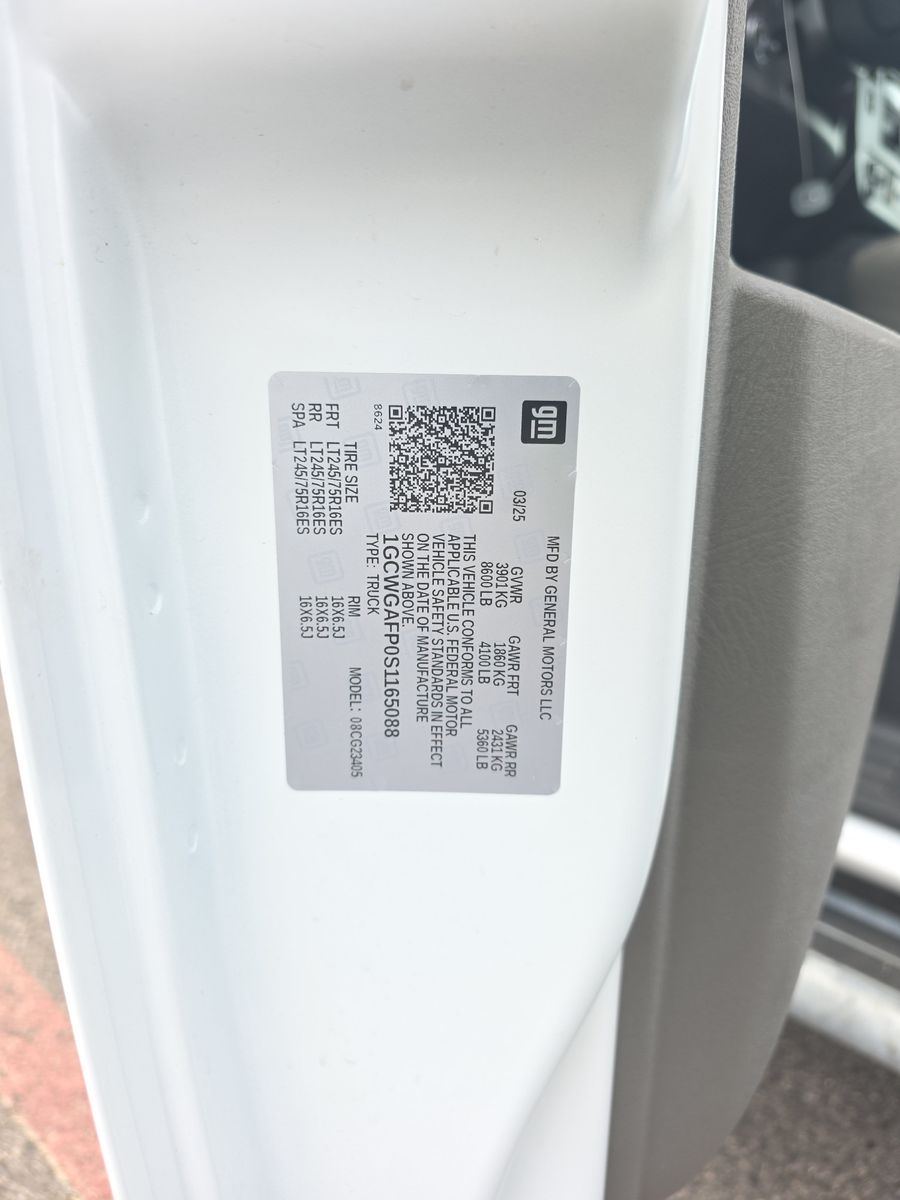 gm
MFD BY GENERAL MOTORS LLC
03/25
GVWR GAWR FRT GAWR RR
3901 KG 1860 KG 2431 KG
8600 LB 4100 LB 5360 LB
THIS VEHICLE CONFORMS TO ALL
APPLICABLE U.S. FEDERAL MOTOR
VEHICLE SAFETY STANDARDS IN EFFECT
ON THE DATE OF MANUFACTURE
SHOWN ABOVE.
1GCWGAFP0S1165088
8624
TYPE: TRUCK
MODEL: 08CG23405
TIRE SIZE RIM
FRT LT245/75R16ES 16X6.5J
RR LT245/75R16ES 16X6.5J
SPA LT245/75R16ES 16X6.5J